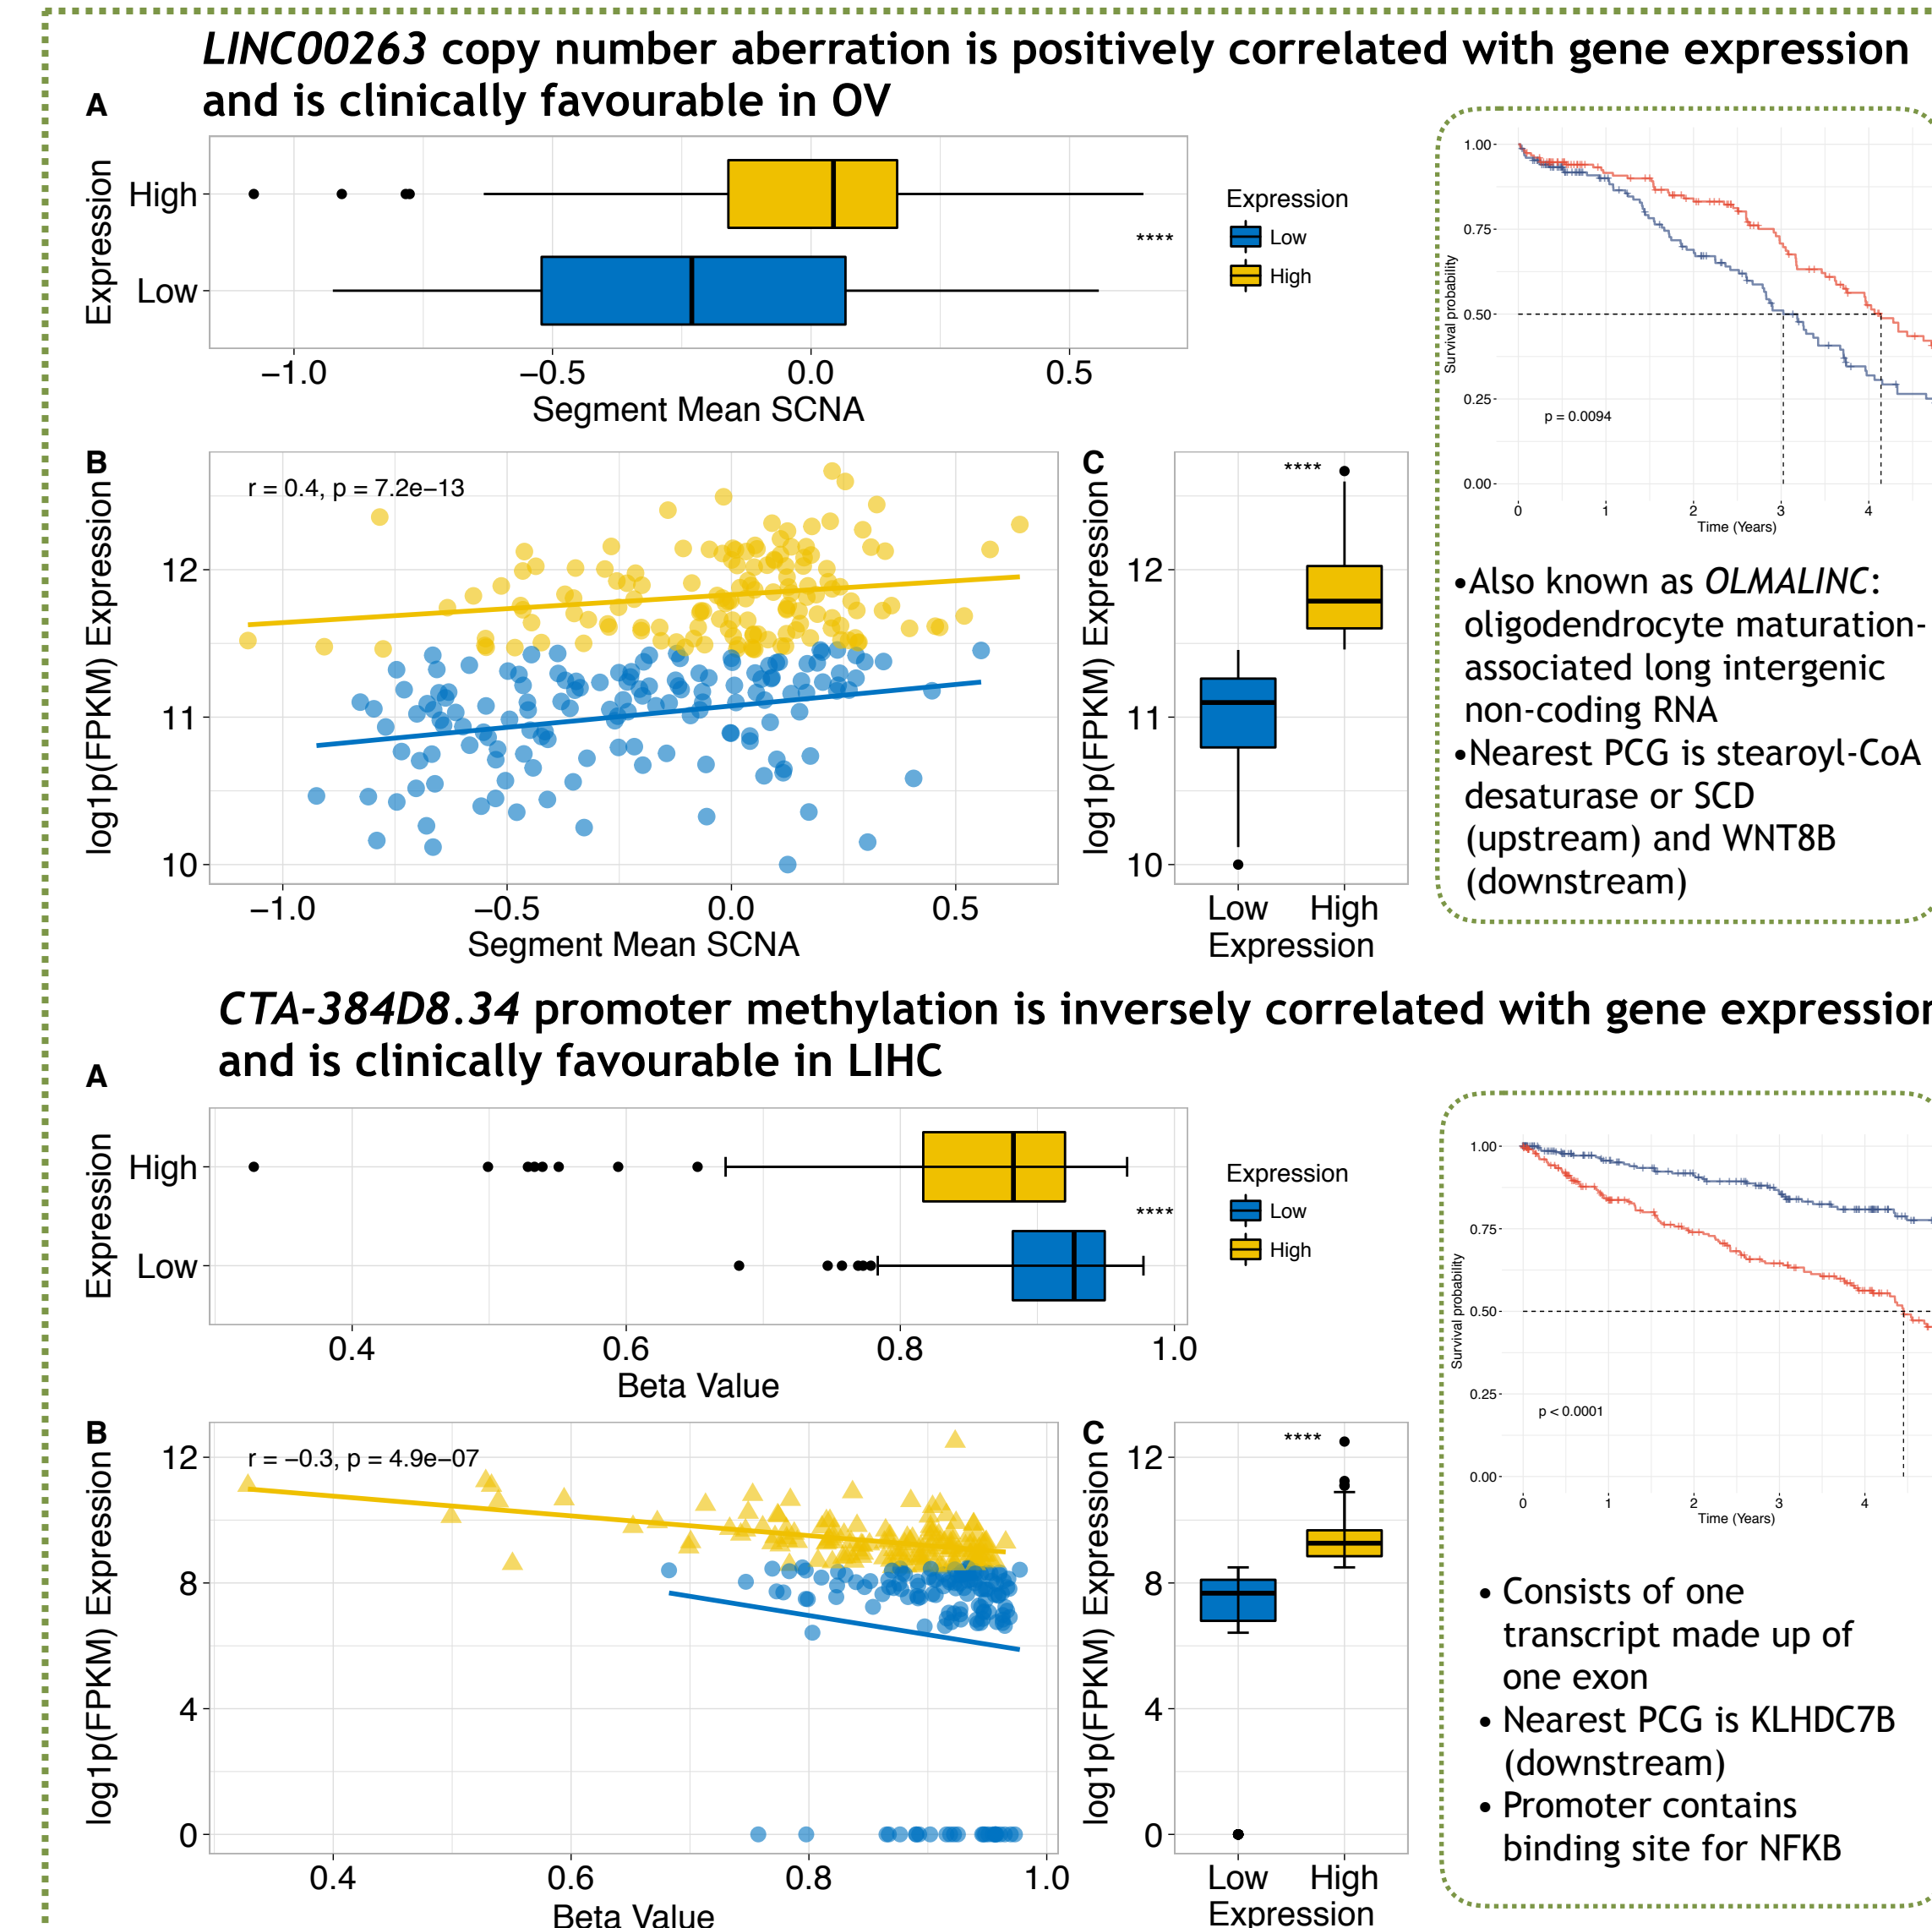 LINC00263 copy number aberration is positively correlated with gene expression
and is clinically favourable in OV
A
Expression
High
Low
****
−1.0
−0.5
0.0
0.5
Segment Mean SCNA
Expression
Low
High
B
log1p(FPKM) Expression
r = 0.4, p = 7.2e−13
12
11
10
−1.0
−0.5
0.0
0.5
Segment Mean SCNA
C
log1p(FPKM) Expression
****
12
11
10
Low
High
Expression
Survival probability
1.00
0.75
0.50
0.25
0.00
p = 0.0094
0
1
2
3
4
Time (Years)
•Also known as OLMALINC:
oligodendrocyte maturation-
associated long intergenic
non-coding RNA
•Nearest PCG is stearoyl-CoA
desaturase or SCD
(upstream) and WNT8B
(downstream)
CTA-384D8.34 promoter methylation is inversely correlated with gene expression
and is clinically favourable in LIHC
A
Expression
High
Low
****
0.4
0.6
0.8
1.0
Beta Value
Expression
Low
High
B
log1p(FPKM) Expression
r = −0.3, p = 4.9e−07
12
8
4
0
0.4
0.6
0.8
1.0
Beta Value
C
log1p(FPKM) Expression
****
12
8
4
0
Low
High
Expression
Survival probability
1.00
0.75
0.50
0.25
0.00
p < 0.0001
0
1
2
3
4
Time (Years)
• Consists of one
transcript made up of
one exon
• Nearest PCG is KLHDC7B
(downstream)
• Promoter contains
binding site for NFKB